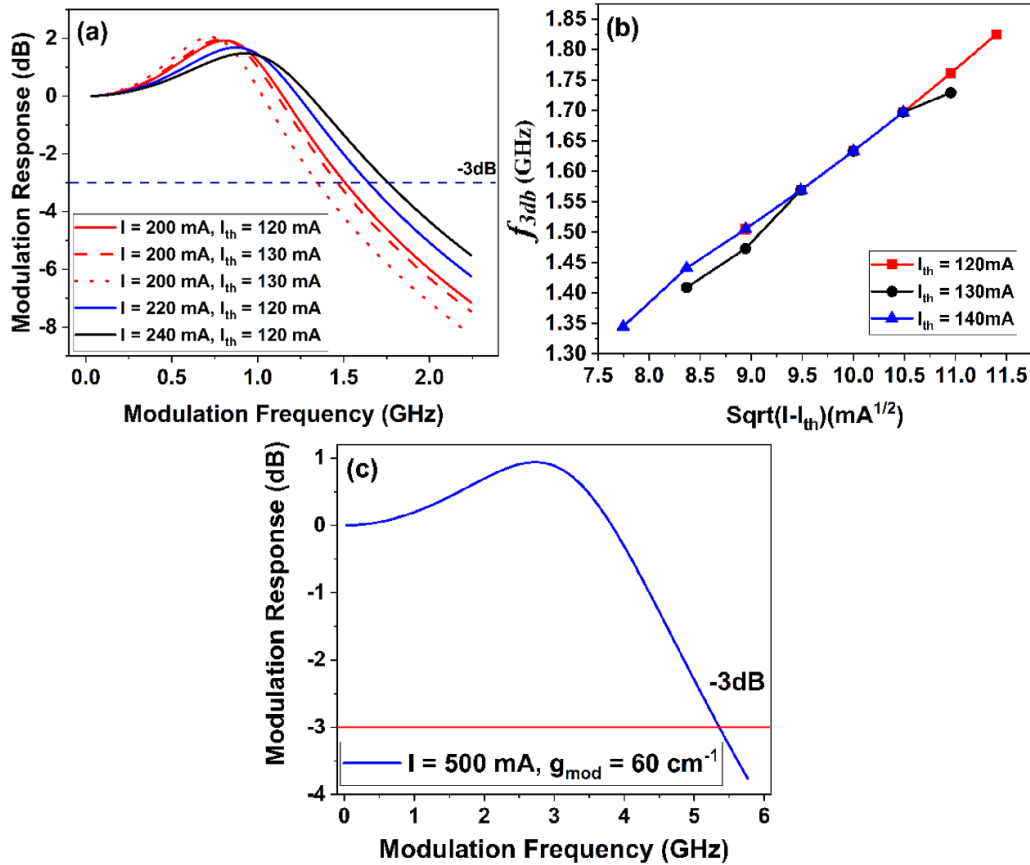 (a)
Modulation Response (dB)
2
0
-2
-4
-6
-8
-3dB
I = 200 mA, Ith = 120 mA
I = 200 mA, Ith = 130 mA
I = 200 mA, Ith = 130 mA
I = 220 mA, Ith = 120 mA
I = 240 mA, Ith = 120 mA
0.0 0.5 1.0 1.5 2.0
Modulation Frequency (GHz)
(b)
f3db (GHz)
1.85
1.80
1.75
1.70
1.65
1.60
1.55
1.50
1.45
1.40
1.35
1.30
Ith = 120mA
Ith = 130mA
Ith = 140mA
7.5 8.0 8.5 9.0 9.5 10.0 10.5 11.0 11.5
Sqrt(I-Ith)(mA1/2)
(c)
Modulation Response (dB)
1
0
-1
-2
-3
-4
-3dB
I = 500 mA, gmod = 60 cm-1
0 1 2 3 4 5 6
Modulation Frequency (GHz)